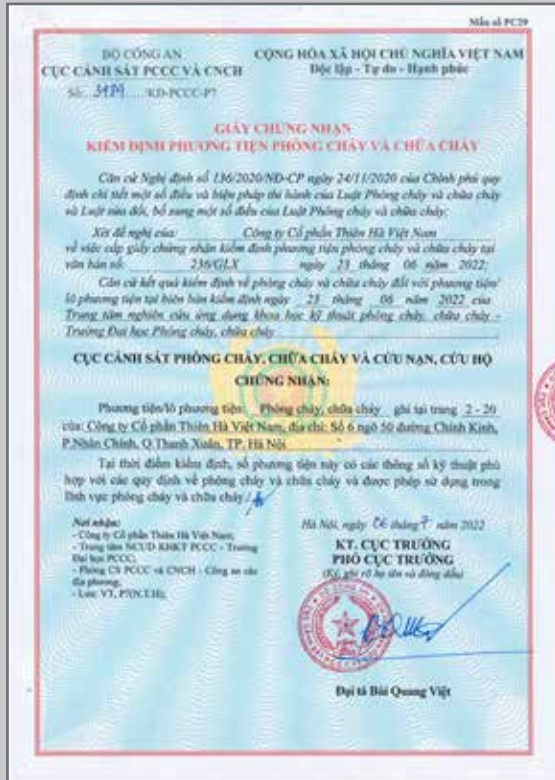 Mẫu số PC29
BỘ CÔNG AN
CỤC CẢNH SÁT PCCC VÀ CNCH
Số: /KĐ-PCCC-P7
CỘNG HÒA XÃ HỘI CHỦ NGHĨA VIỆT NAM
Độc lập - Tự do - Hạnh phúc
GIẤY CHỨNG NHẬN
KIỂM ĐỊNH PHƯƠNG TIỆN PHÒNG CHÁY VÀ CHỮA CHÁY
Căn cứ Nghị định số 136/2020/NĐ-CP ngày 24/11/2020 của Chính phủ quy
định chi tiết một số điều và biện pháp thi hành của Luật Phòng cháy và chữa cháy
và Luật sửa đổi, bổ sung một số điều của Luật Phòng cháy và chữa cháy;
Xét đề nghị của: Công ty Cổ phần Thiên Hà Việt Nam
về việc cấp giấy chứng nhận kiểm định phương tiện phòng cháy và chữa cháy tại
văn bản số: 236/GLX ngày 23 tháng 06 năm 2022;
Căn cứ kết quả kiểm định về phòng cháy và chữa cháy đối với phương tiện/
lô phương tiện tại biên bản kiểm định ngày 23 tháng 06 năm 2022 của
Trung tâm nghiên cứu ứng dụng khoa học kỹ thuật phòng cháy, chữa cháy -
Trường Đại học Phòng cháy, chữa cháy
CỤC CẢNH SÁT PHÒNG CHÁY, CHỮA CHÁY VÀ CỨU NẠN, CỨU HỘ
CHỨNG NHẬN:
Phương tiện/lô phương tiện: Phòng cháy, chữa cháy ghi tại trang 2 - 20
của: Công ty Cổ phần Thiên Hà Việt Nam, địa chỉ: Số 6 ngõ 50 đường Chính Kinh,
P.Nhân Chính, Q.Thanh Xuân, TP. Hà Nội
Tại thời điểm kiểm định, số phương tiện này có các thông số kỹ thuật phù
hợp với các quy định về phòng cháy và chữa cháy và được phép sử dụng trong
lĩnh vực phòng cháy và chữa cháy./.
Nơi nhận:
- Công ty Cổ phần Thiên Hà Việt Nam;
- Trung tâm NCUD KHKT PCCC - Trường
Đại học PCCC;
- Phòng CS PCCC và CNCH - Công an các
địa phương;
- Lưu: VT, P7(N.T.H);
Hà Nội, ngày 06 tháng 7 năm 2022
KT. CỤC TRƯỞNG
PHÓ CỤC TRƯỞNG
(Ký, ghi rõ họ tên và đóng dấu)
Đại tá Bùi Quang Việt